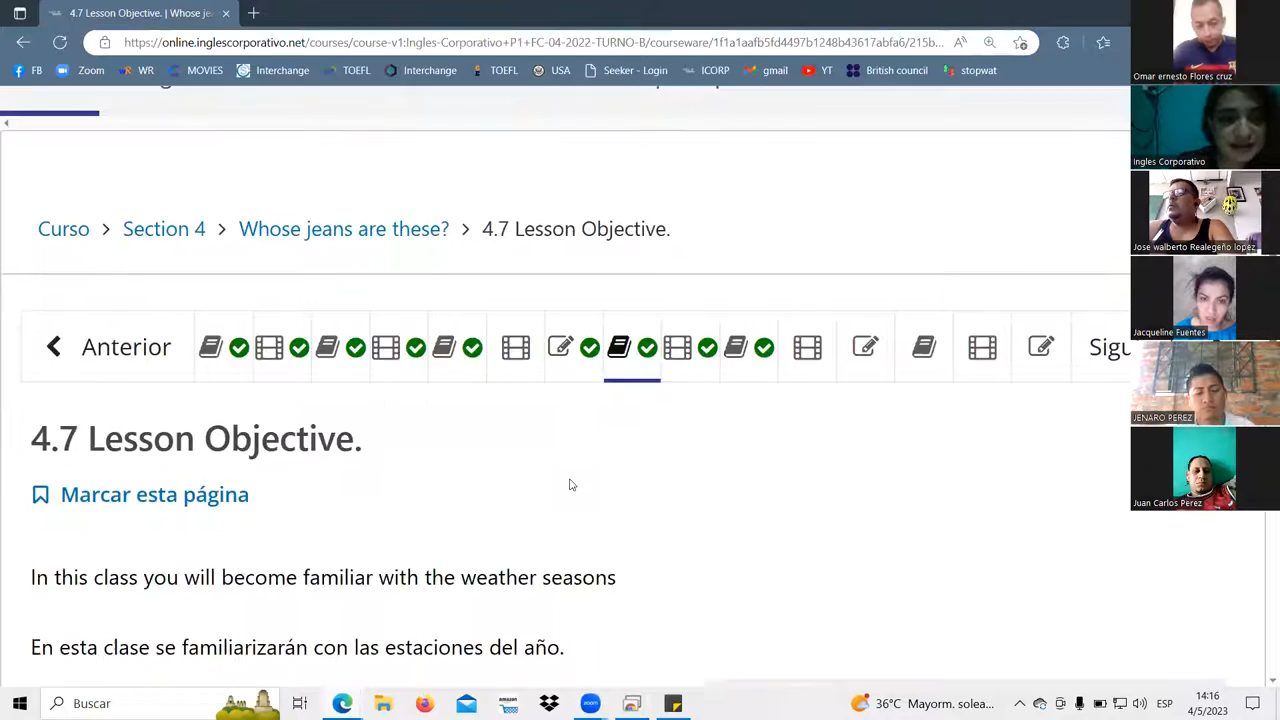 4.7 Lesson Objective. | Whose je
https://online.inglescorporativo.net/courses/course-v1:Ingles-Corporativo+P1+FC-04-2022-TURNO-B/courseware/1f1a1aafb5fd4497b1248b43617abfa6/215b...
FB Zoom WR MOVIES Interchange TOEFL Interchange TOEFL USA Seeker - Login ICORP gmail YT British council stopwat
Curso > Section 4 > Whose jeans are these? > 4.7 Lesson Objective.
Anterior Sigu
4.7 Lesson Objective.
Marcar esta página
In this class you will become familiar with the weather seasons
En esta clase se familiarizarán con las estaciones del año.
Omar ernesto Flores cruz
Ingles Corporativo
Jose walberto Realegeño lopez
Jacqueline Fuentes
JENARO PEREZ
Juan Carlos Perez
Buscar
amazon
zoom
36°C Mayorm. solea...
ESP
14:16
4/5/2023